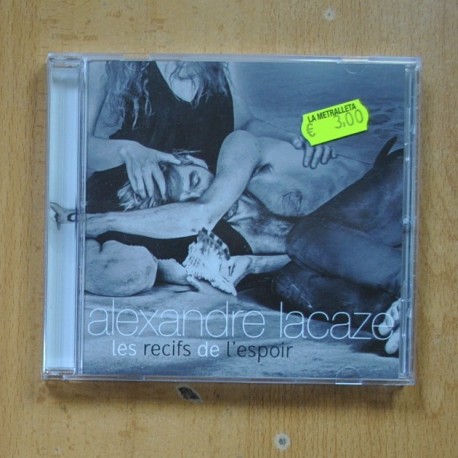 LA METRALLETA
€ 3,00
alexandre lacaze
les recifs de l'espoir